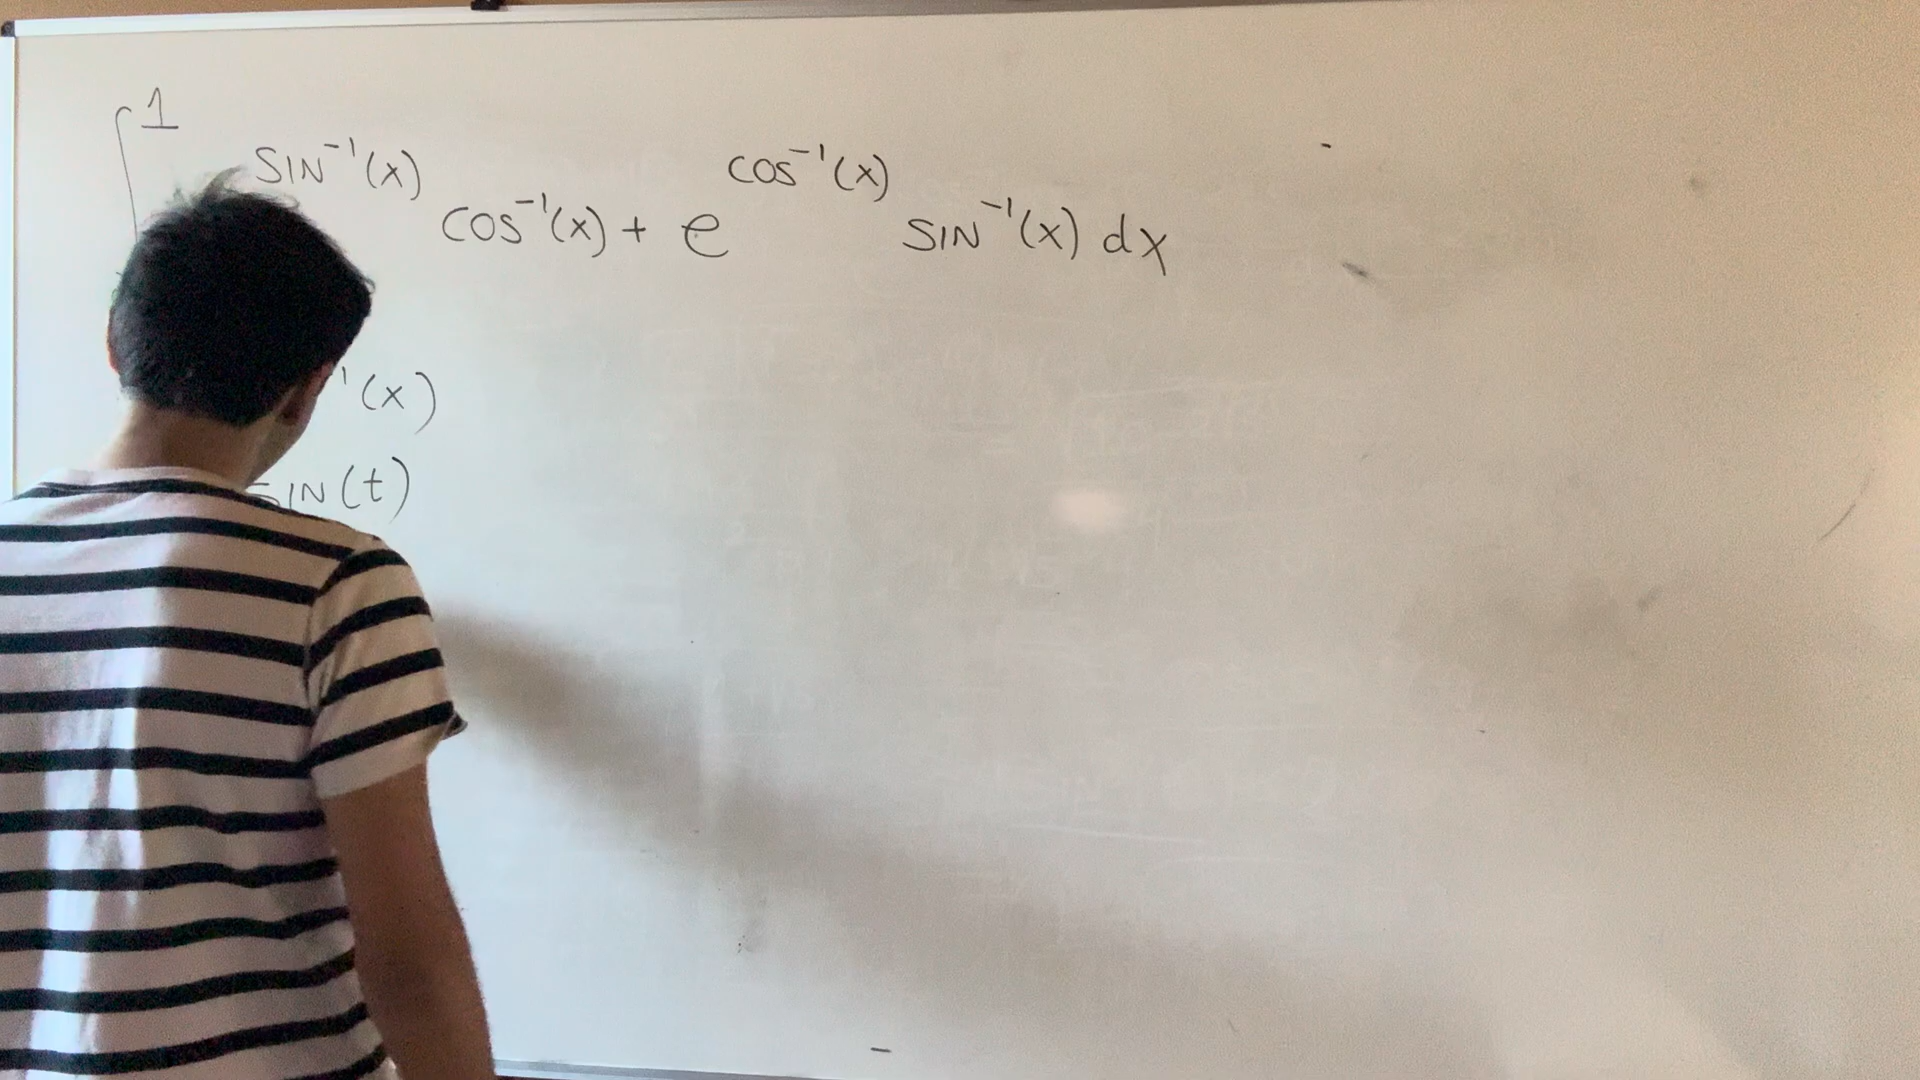 ∫¹ SIN⁻¹(x) COS⁻¹(x) + e^COS⁻¹(x) SIN⁻¹(x) dx
⁻¹(x)
SIN(t)